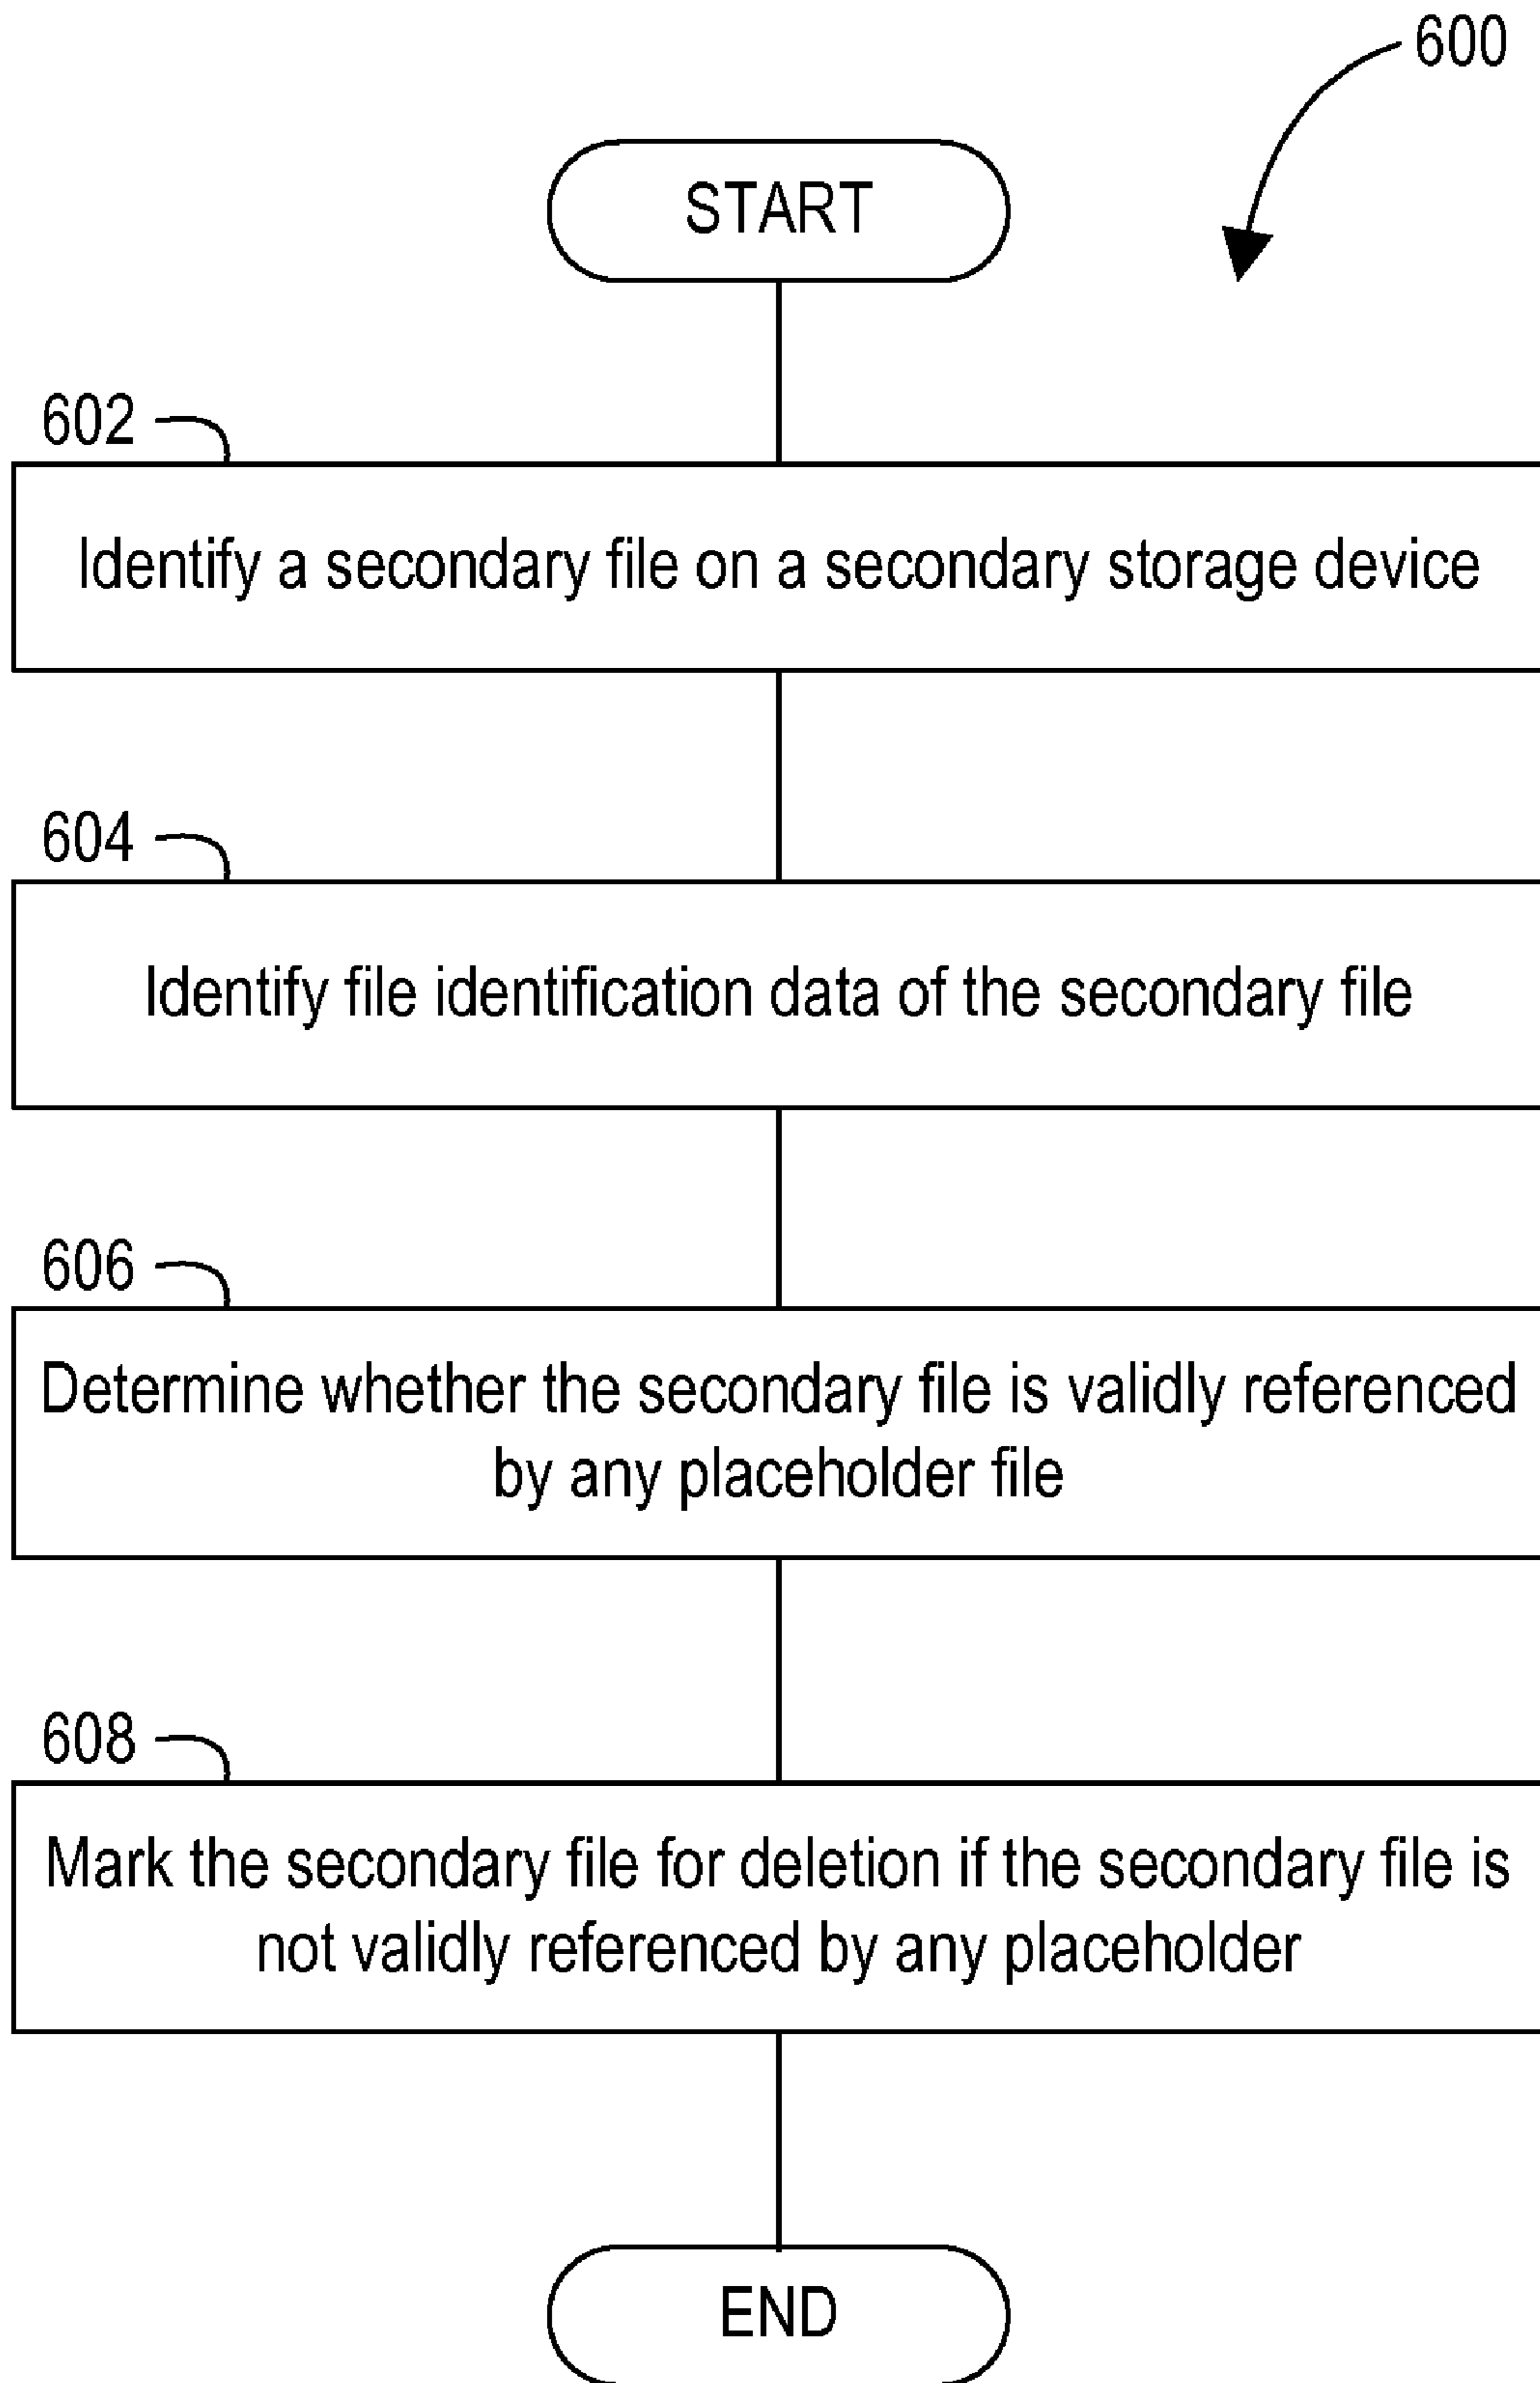 600
START
602
Identify a secondary file on a secondary storage device
604
Identify file identification data of the secondary file
606
Determine whether the secondary file is validly referenced
by any placeholder file
608
Mark the secondary file for deletion if the secondary file is
not validly referenced by any placeholder
END